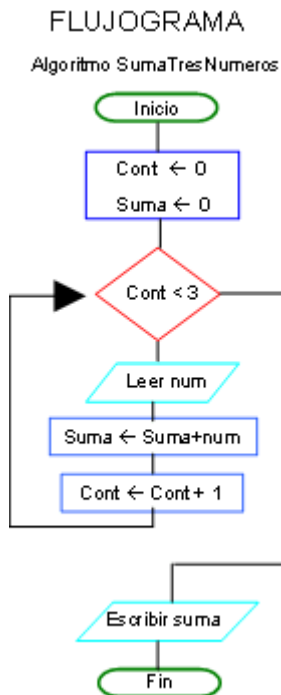 FLUJOGRAMA
Algoritmo SumaTresNumeros
Inicio
Cont ← 0
Suma ← 0
Cont < 3
Leer num
Suma ← Suma+num
Cont ← Cont+ 1
Escribir suma
Fin